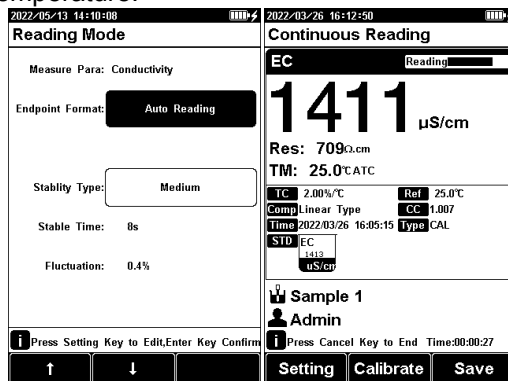 emperature.
2022/05/13 14:10:08
Reading Mode
Measure Para: Conductivity
Endpoint Format: Auto Reading
Stablity Type: Medium
Stable Time: 8s
Fluctuation: 0.4%
i Press Setting Key to Edit,Enter Key Confirm
↑ ↓
2022/03/26 16:12:50
Continuous Reading
EC Reading
1411 µS/cm
Res: 709Ω.cm
TM: 25.0℃ ATC
TC 2.00%/℃ Ref 25.0℃
Comp Linear Type CC 1.007
Time 2022/03/26 16:05:15 Type CAL
STD EC
1413
uS/cm
Sample 1
Admin
i Press Cancel Key to End Time:00:00:27
Setting Calibrate Save